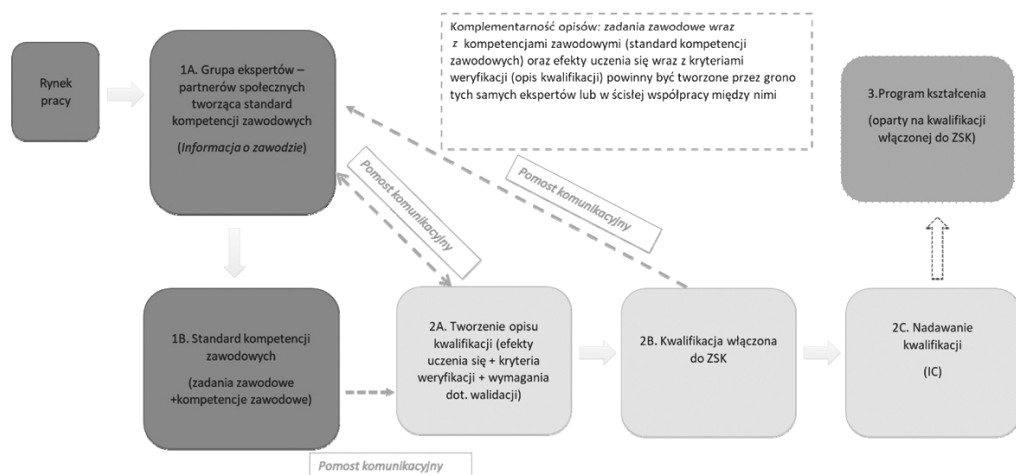 Rynek
pracy
1A. Grupa ekspertów –
partnerów społecznych
tworząca standard
kompetencji zawodowych
(Informacja o zawodzie)
Komplementarność opisów: zadania zawodowe wraz
z kompetencjami zawodowymi (standard kompetencji
zawodowych) oraz efekty uczenia się wraz z kryteriami
weryfikacji (opis kwalifikacji) powinny być tworzone przez grono
tych samych ekspertów lub w ścisłej współpracy między nimi
3.Program kształcenia
(oparty na kwalifikacji
włączonej do ZSK)
Pomost komunikacyjny
Pomost komunikacyjny
1B. Standard kompetencji
zawodowych
(zadania zawodowe
+kompetencje zawodowe)
2A. Tworzenie opisu
kwalifikacji (efekty
uczenia się + kryteria
weryfikacji + wymagania
dot. walidacji)
2B. Kwalifikacja włączona
do ZSK
2C. Nadawanie
kwalifikacji
(IC)
Pomost komunikacyjny